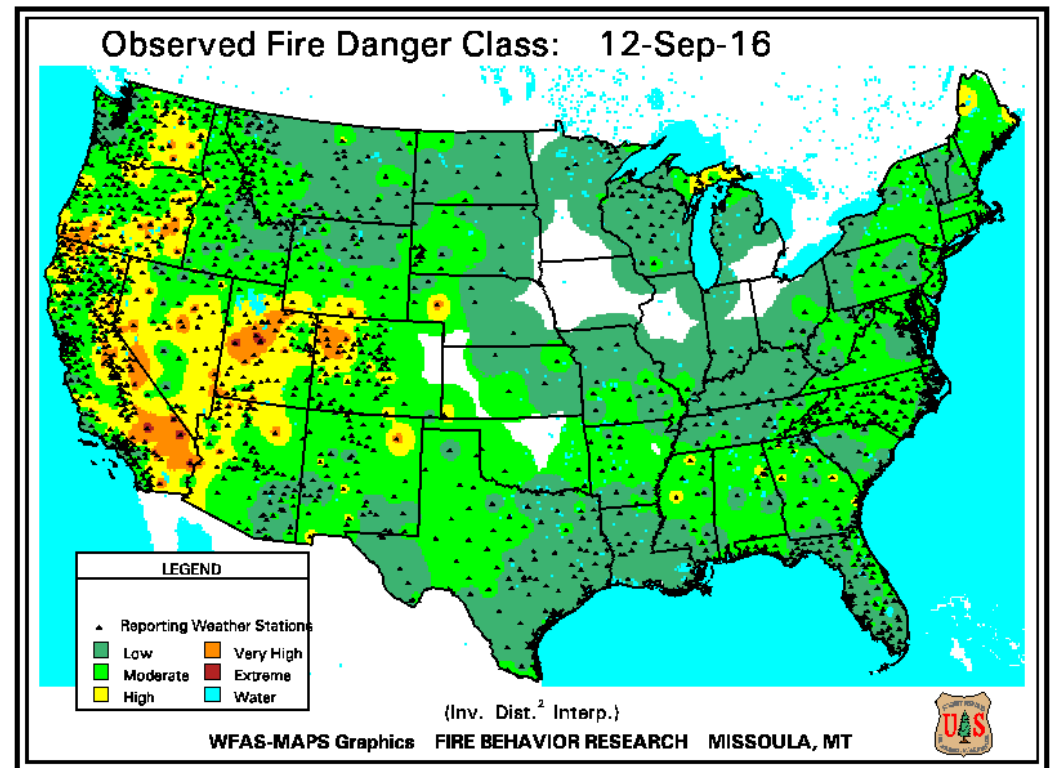 Observed Fire Danger Class: 12-Sep-16
LEGEND
Reporting Weather Stations
Low
Very High
Moderate
Extreme
High
Water
(Inv. Dist.² Interp.)
WFAS-MAPS Graphics FIRE BEHAVIOR RESEARCH MISSOULA, MT
U S